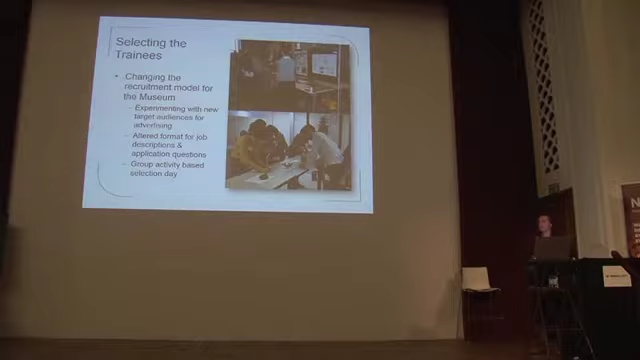 Selecting the
Trainees
• Changing the
recruitment model for
the Museum
– Experimenting with new
target audiences for
advertising
– Altered format for job
descriptions &
application questions
– Group activity based
selection day
N